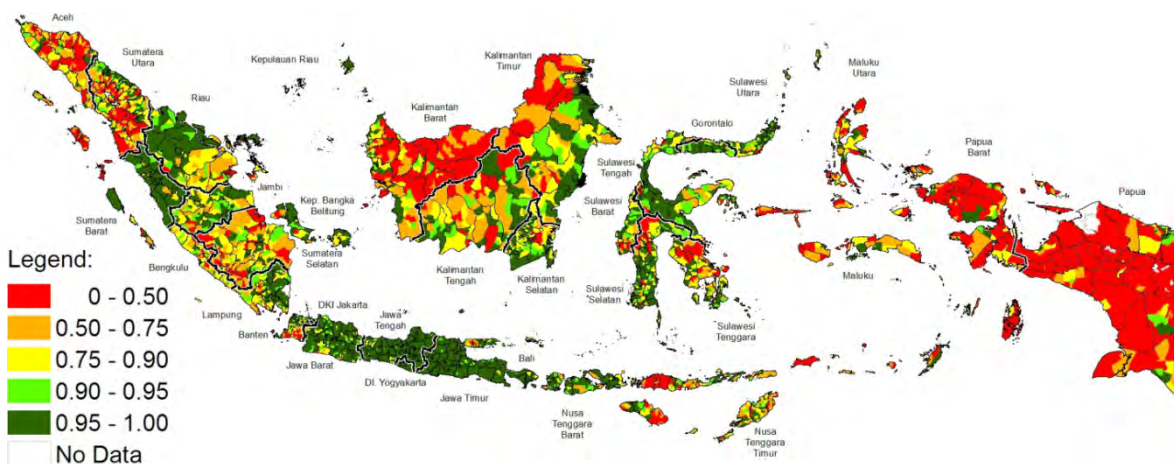 Aceh
Sumatera
Utara
Kepulauan Riau
Riau
Kalimantan
Timur
Kalimantan
Barat
Sulawesi
Utara
Maluku
Utara
Gorontalo
Papua
Barat
Papua
Sulawesi
Tengah
Jambi
Kep. Bangka
Belitung
Sulawesi
Barat
Sumatera
Barat
Sumatera
Selatan
Bengkulu
Kalimantan
Tengah
Kalimantan
Selatan
Maluku
Sulawesi
Selatan
Sulawesi
Tenggara
Lampung
DKI Jakarta
Jawa
Tengah
Banten
Jawa Barat
Bali
DI. Yogyakarta
Jawa Timur
Nusa
Tenggara
Barat
Nusa
Tenggara
Timur
Legend:
0 - 0.50
0.50 - 0.75
0.75 - 0.90
0.90 - 0.95
0.95 - 1.00
No Data